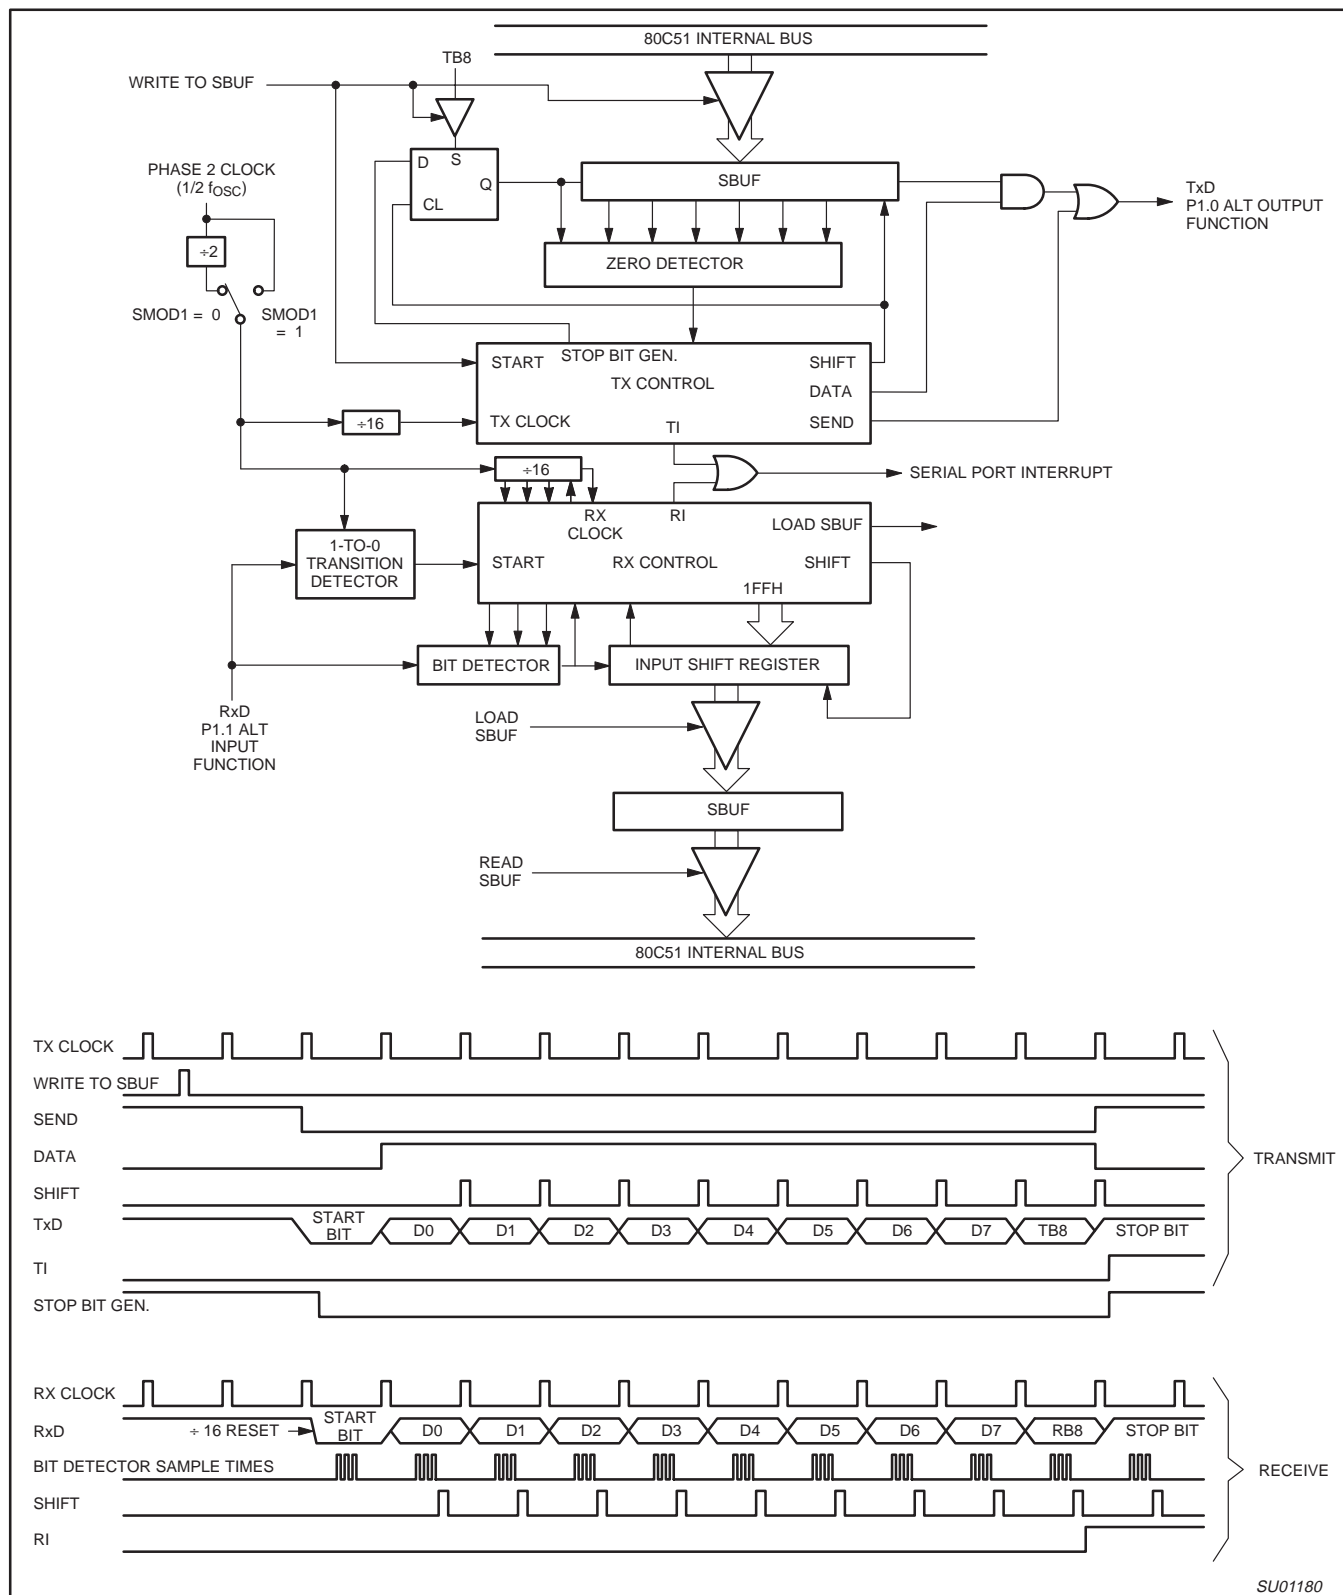 80C51 INTERNAL BUS
TB8
WRITE TO SBUF
D
S
Q
CL
PHASE 2 CLOCK
(1/2 fOSC)
SBUF
TxD
P1.0 ALT OUTPUT
FUNCTION
÷2
ZERO DETECTOR
SMOD1 = 0
SMOD1
= 1
STOP BIT GEN.
START
SHIFT
TX CONTROL
DATA
÷16
TX CLOCK
TI
SEND
÷16
SERIAL PORT INTERRUPT
RX
CLOCK
RI
LOAD SBUF
1-TO-0
TRANSITION
DETECTOR
START
RX CONTROL
SHIFT
1FFH
BIT DETECTOR
INPUT SHIFT REGISTER
RxD
P1.1 ALT
INPUT
FUNCTION
LOAD
SBUF
SBUF
READ
SBUF
80C51 INTERNAL BUS
TX CLOCK
WRITE TO SBUF
SEND
DATA
TRANSMIT
SHIFT
TxD
START
BIT
D0 D1 D2 D3 D4 D5 D6 D7 TB8 STOP BIT
TI
STOP BIT GEN.
RX CLOCK
RxD
÷ 16 RESET
START
BIT
D0 D1 D2 D3 D4 D5 D6 D7 RB8 STOP BIT
BIT DETECTOR SAMPLE TIMES
RECEIVE
SHIFT
RI
SU01180